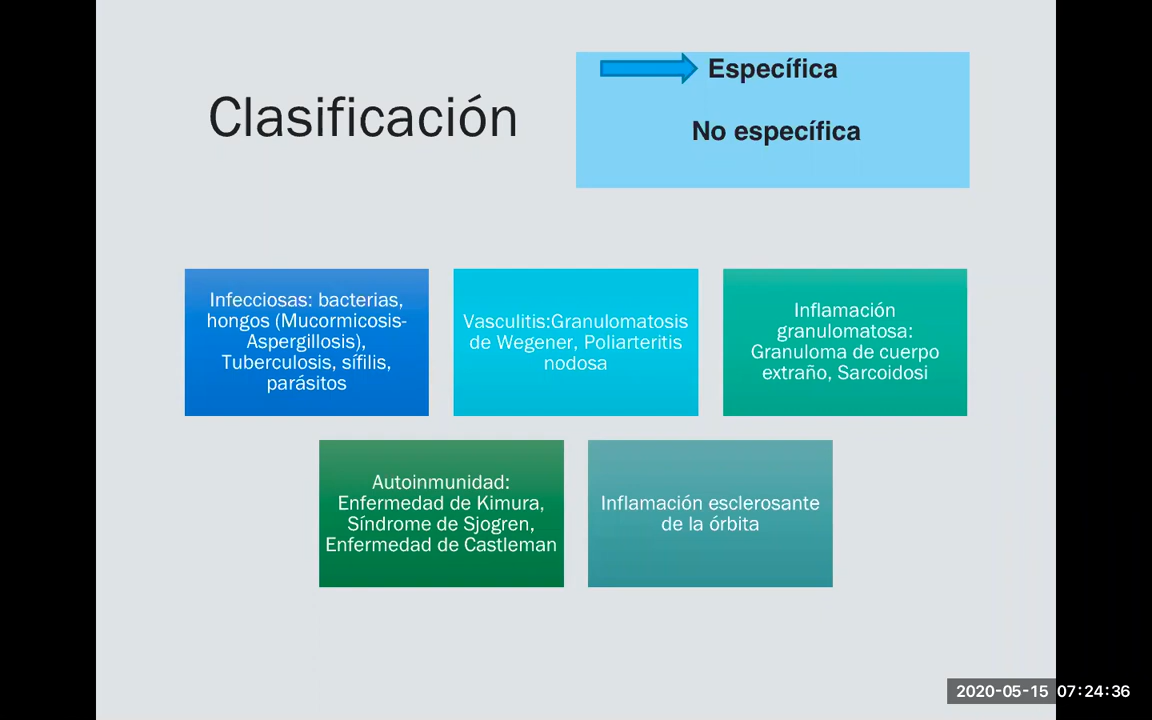 Clasificación
Específica
No específica
Infecciosas: bacterias,
hongos (Mucormicosis-
Aspergillosis),
Tuberculosis, sífilis,
parásitos
Vasculitis:Granulomatosis
de Wegener, Poliarteritis
nodosa
Inflamación
granulomatosa:
Granuloma de cuerpo
extraño, Sarcoidosi
Autoinmunidad:
Enfermedad de Kimura,
Síndrome de Sjogren,
Enfermedad de Castleman
Inflamación esclerosante
de la órbita
2020-05-15 07:24:36